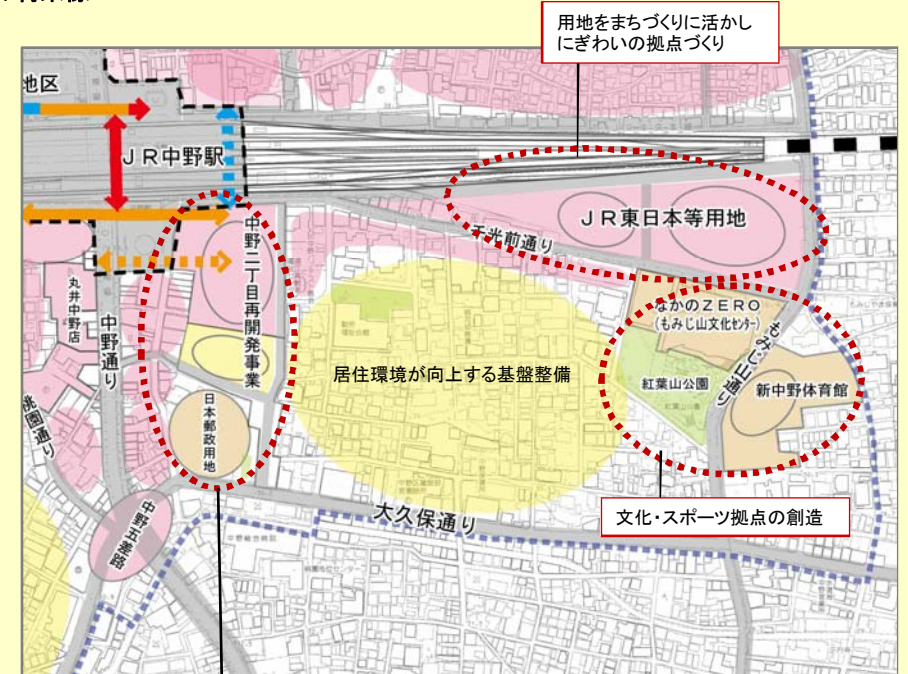 用地をまちづくりに活かし
にぎわいの拠点づくり
地区
ＪＲ中野駅
ＪＲ東日本等用地
千光前通り
中野二丁目再開発事業
丸井中野店
中野通り
なかのＺＥＲＯ
（もみじ山文化センター）
もみじ山通り
居住環境が向上する基盤整備
紅葉山公園
新中野体育館
桃園通り
日本郵政用地
文化・スポーツ拠点の創造
大久保通り
中野五差路
中野総合病院